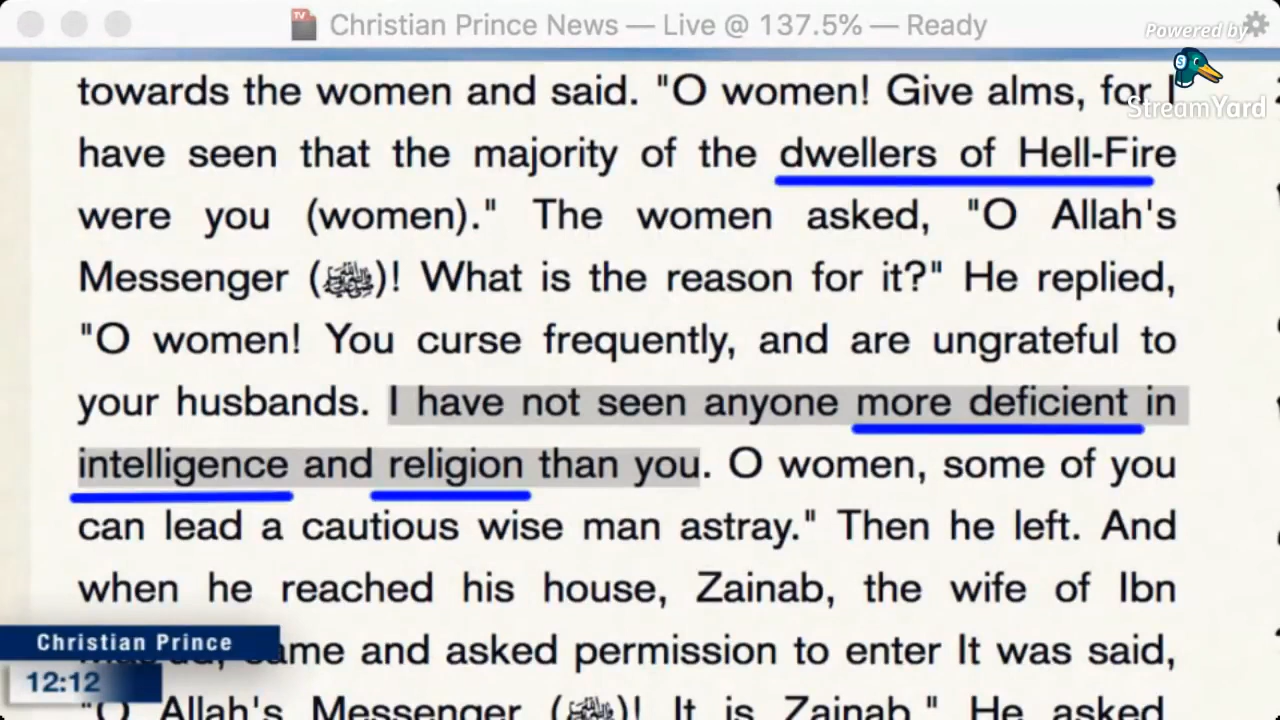 Christian Prince News — Live @ 137.5% — Ready
Powered by
StreamYard
towards the women and said. "O women! Give alms, for I
have seen that the majority of the dwellers of Hell-Fire
were you (women)." The women asked, "O Allah's
Messenger (ﷺ)! What is the reason for it?" He replied,
"O women! You curse frequently, and are ungrateful to
your husbands. I have not seen anyone more deficient in
intelligence and religion than you. O women, some of you
can lead a cautious wise man astray." Then he left. And
when he reached his house, Zainab, the wife of Ibn
came and asked permission to enter It was said,
"O Allah's Messenger (ﷺ)! It is Zainab." He asked
Christian Prince
12:12